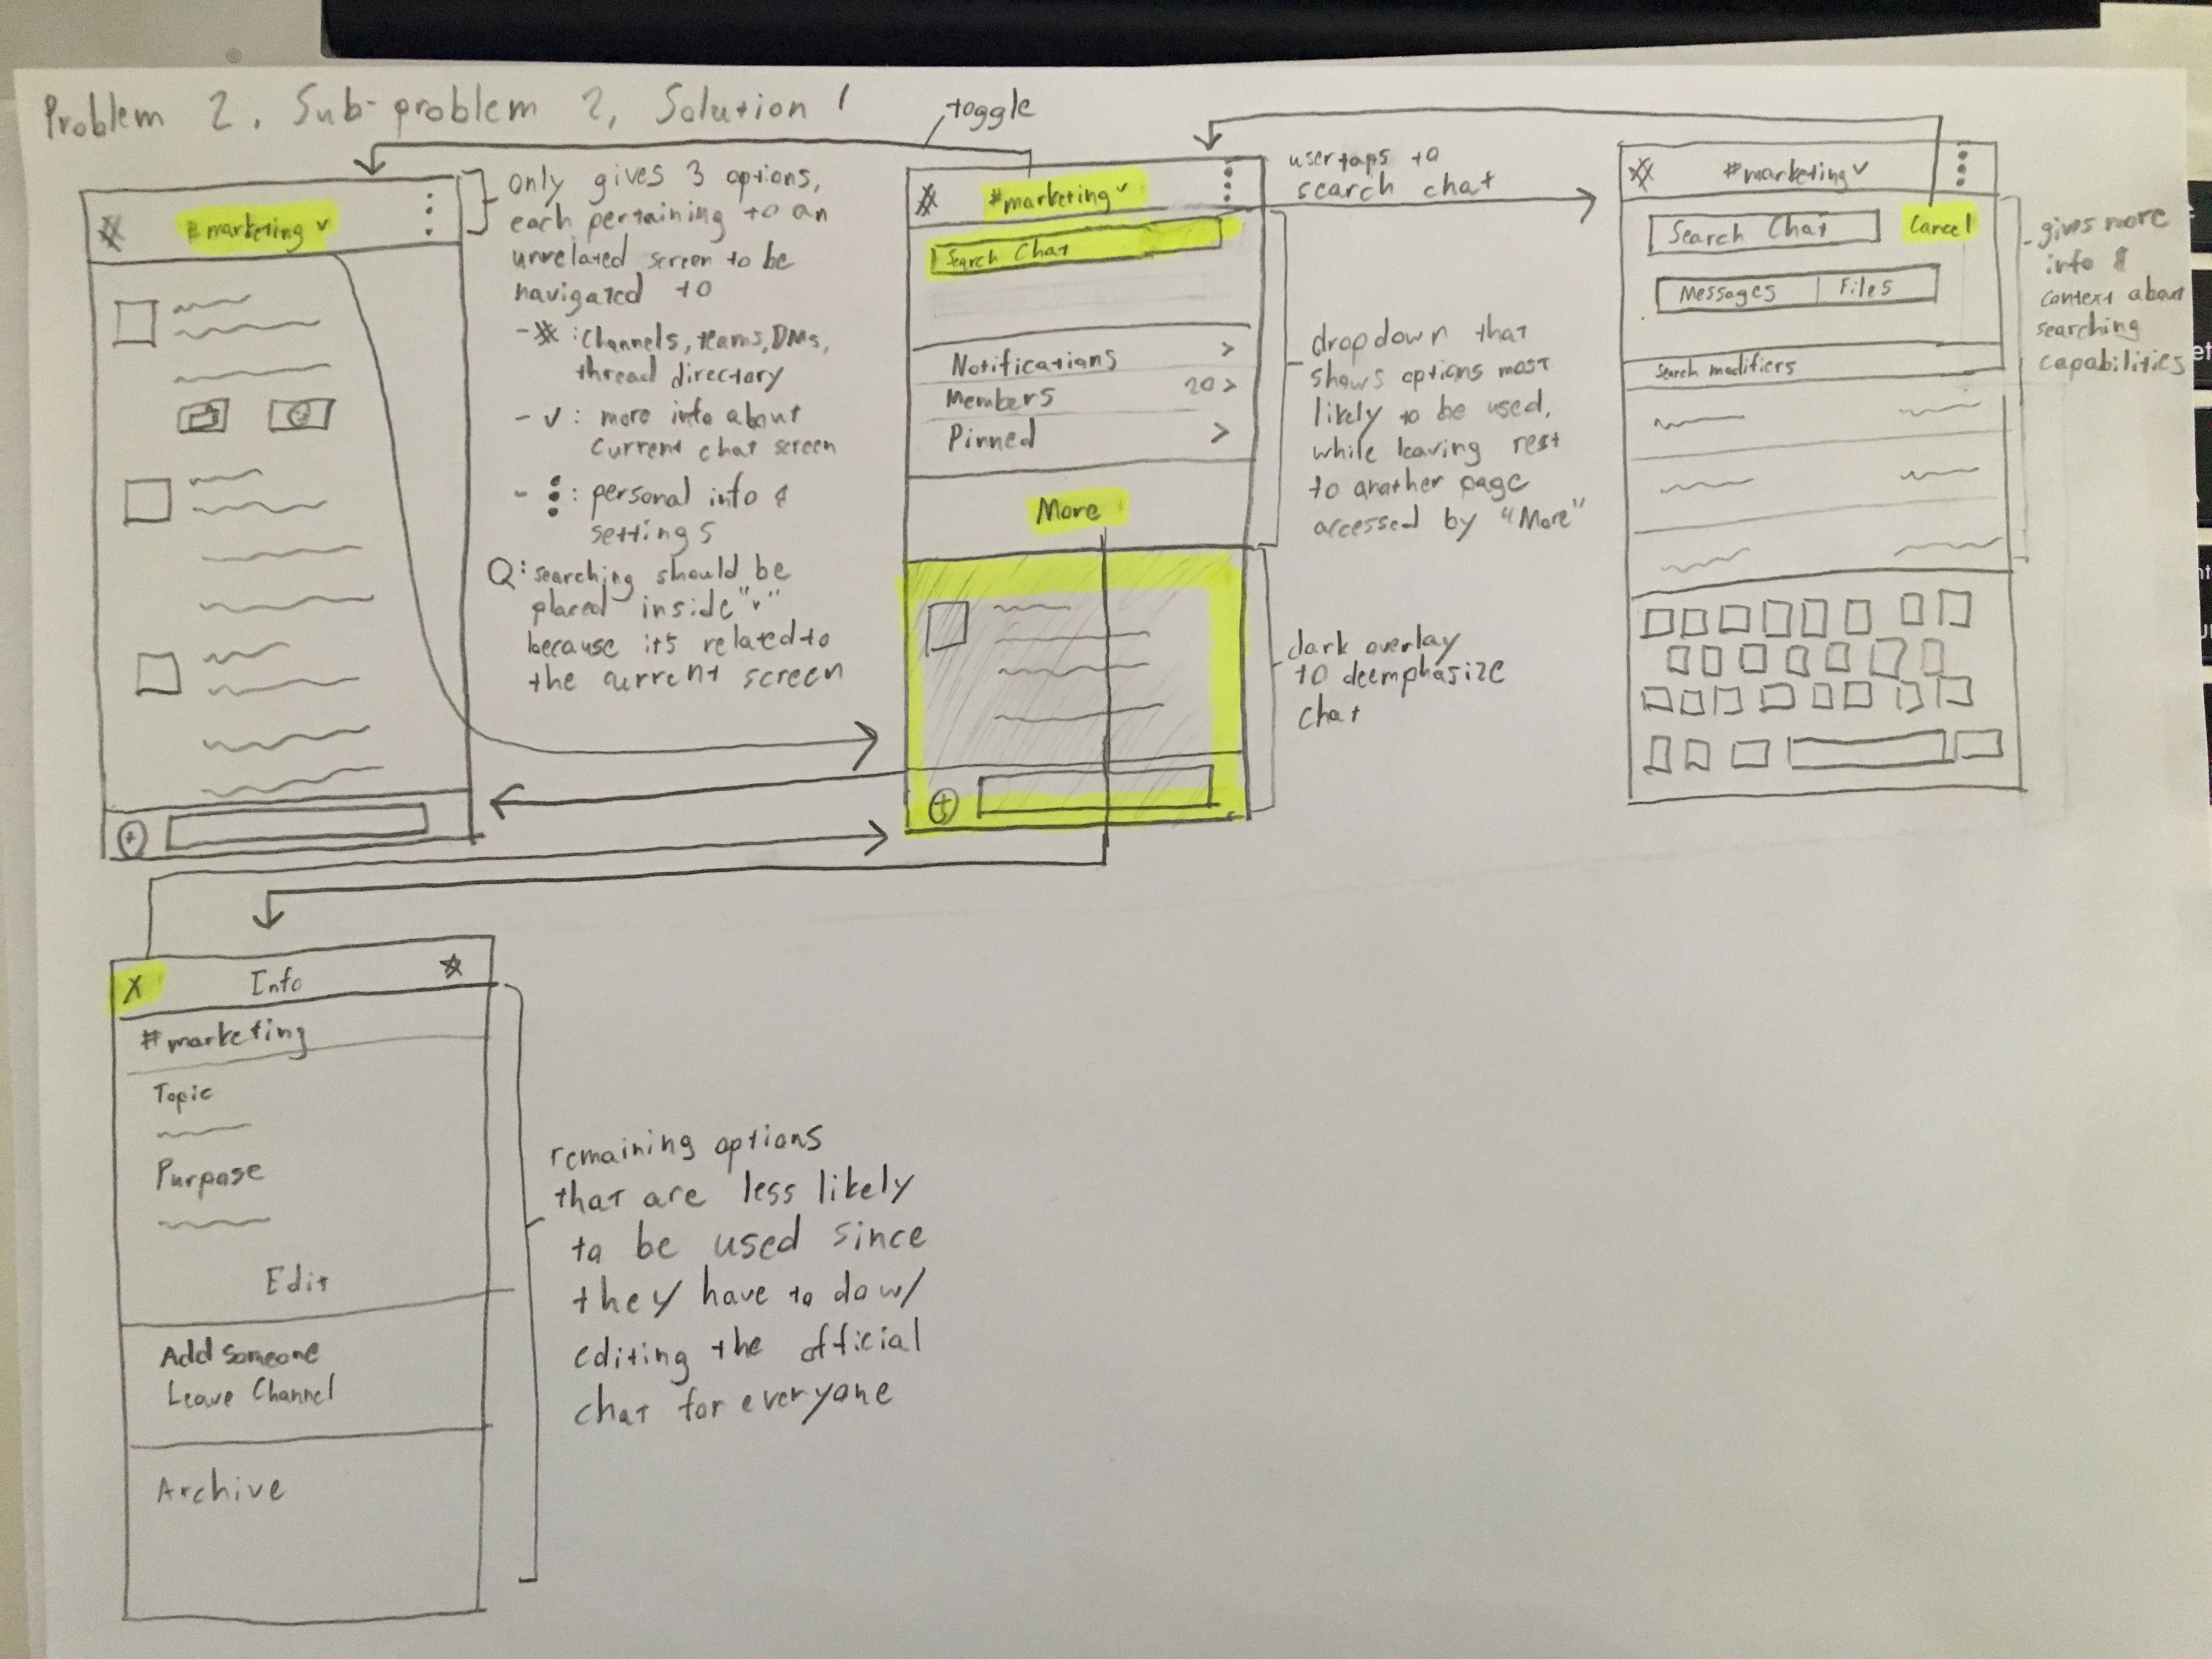 Problem 2, Sub-problem 2, Solution 1
toggle
#marketing ˅
only gives 3 options,
each pertaining to an
unrelated screen to be
navigated to
- # : Channels, teams, DMs,
thread directory
- ˅ : more info about
current chat screen
- ⋮ : personal info &
settings
Q: searching should be
placed inside "˅"
because it's related to
the current screen
#marketing ˅
Search Chat
Notifications >
Members 20 >
Pinned >
More
user taps to
search chat
dropdown that
shows options most
likely to be used,
while leaving rest
to another page
accessed by "More"
dark overlay
to deemphasize
chat
#marketing ˅
Search Chat Cancel
Messages Files
Search modifiers
gives more
info &
context about
searching
capabilities
X Info
#marketing
Topic
Purpose
Edit
Add someone
Leave Channel
Archive
remaining options
that are less likely
to be used since
they have to do w/
editing the official
chat for everyone